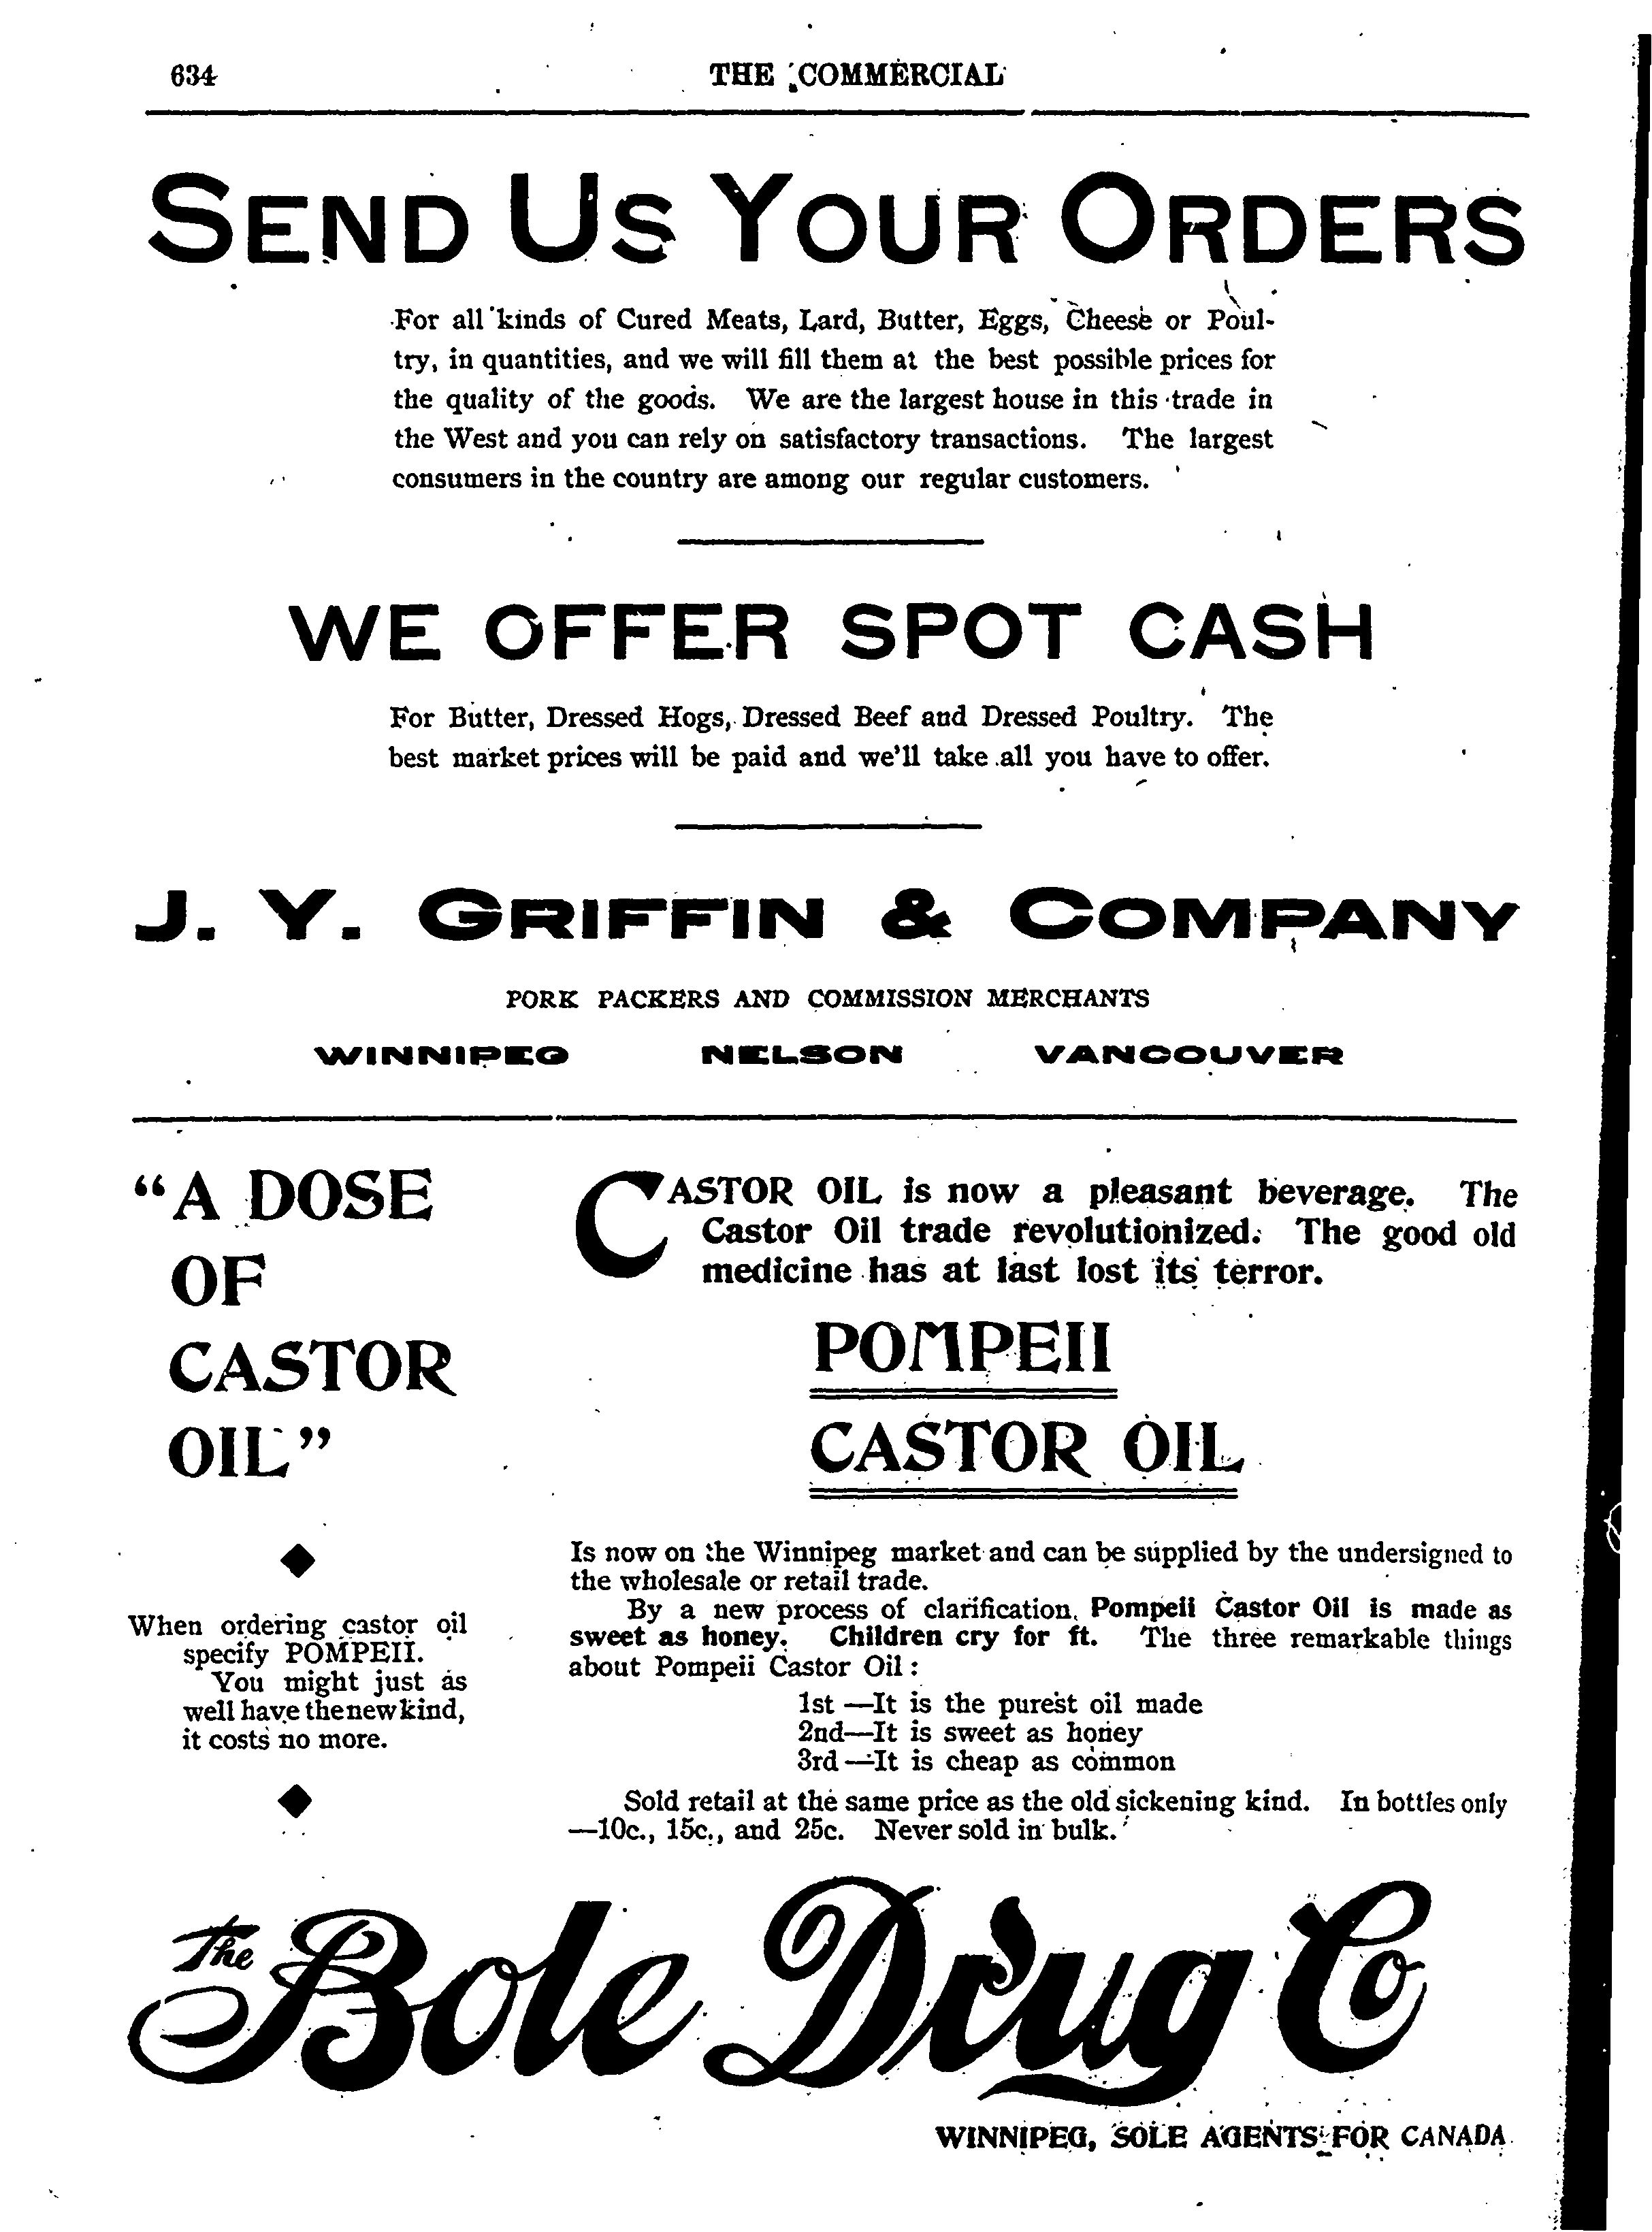 634
THE COMMERCIAL
SEND US YOUR ORDERS
For all kinds of Cured Meats, Lard, Butter, Eggs, Cheese or Poul-
try, in quantities, and we will fill them at the best possible prices for
the quality of the goods. We are the largest house in this trade in
the West and you can rely on satisfactory transactions. The largest
consumers in the country are among our regular customers.
WE OFFER SPOT CASH
For Butter, Dressed Hogs, Dressed Beef and Dressed Poultry. The
best market prices will be paid and we'll take all you have to offer.
J. Y. GRIFFIN & COMPANY
PORK PACKERS AND COMMISSION MERCHANTS
WINNIPEG NELSON VANCOUVER
"A DOSE
OF
CASTOR
OIL"
When ordering castor oil
specify POMPEII.
You might just as
well have the new kind,
it costs no more.
CASTOR OIL is now a pleasant beverage. The
Castor Oil trade revolutionized. The good old
medicine has at last lost its terror.
POMPEII
CASTOR OIL
Is now on the Winnipeg market and can be supplied by the undersigned to
the wholesale or retail trade.
By a new process of clarification, Pompeii Castor Oil is made as
sweet as honey. Children cry for ft. The three remarkable things
about Pompeii Castor Oil:
1st—It is the purest oil made
2nd—It is sweet as honey
3rd—It is cheap as common
Sold retail at the same price as the old sickening kind. In bottles only
—10c., 15c., and 25c. Never sold in bulk.
The Bole Drug Co
WINNIPEG, SOLE AGENTS FOR CANADA